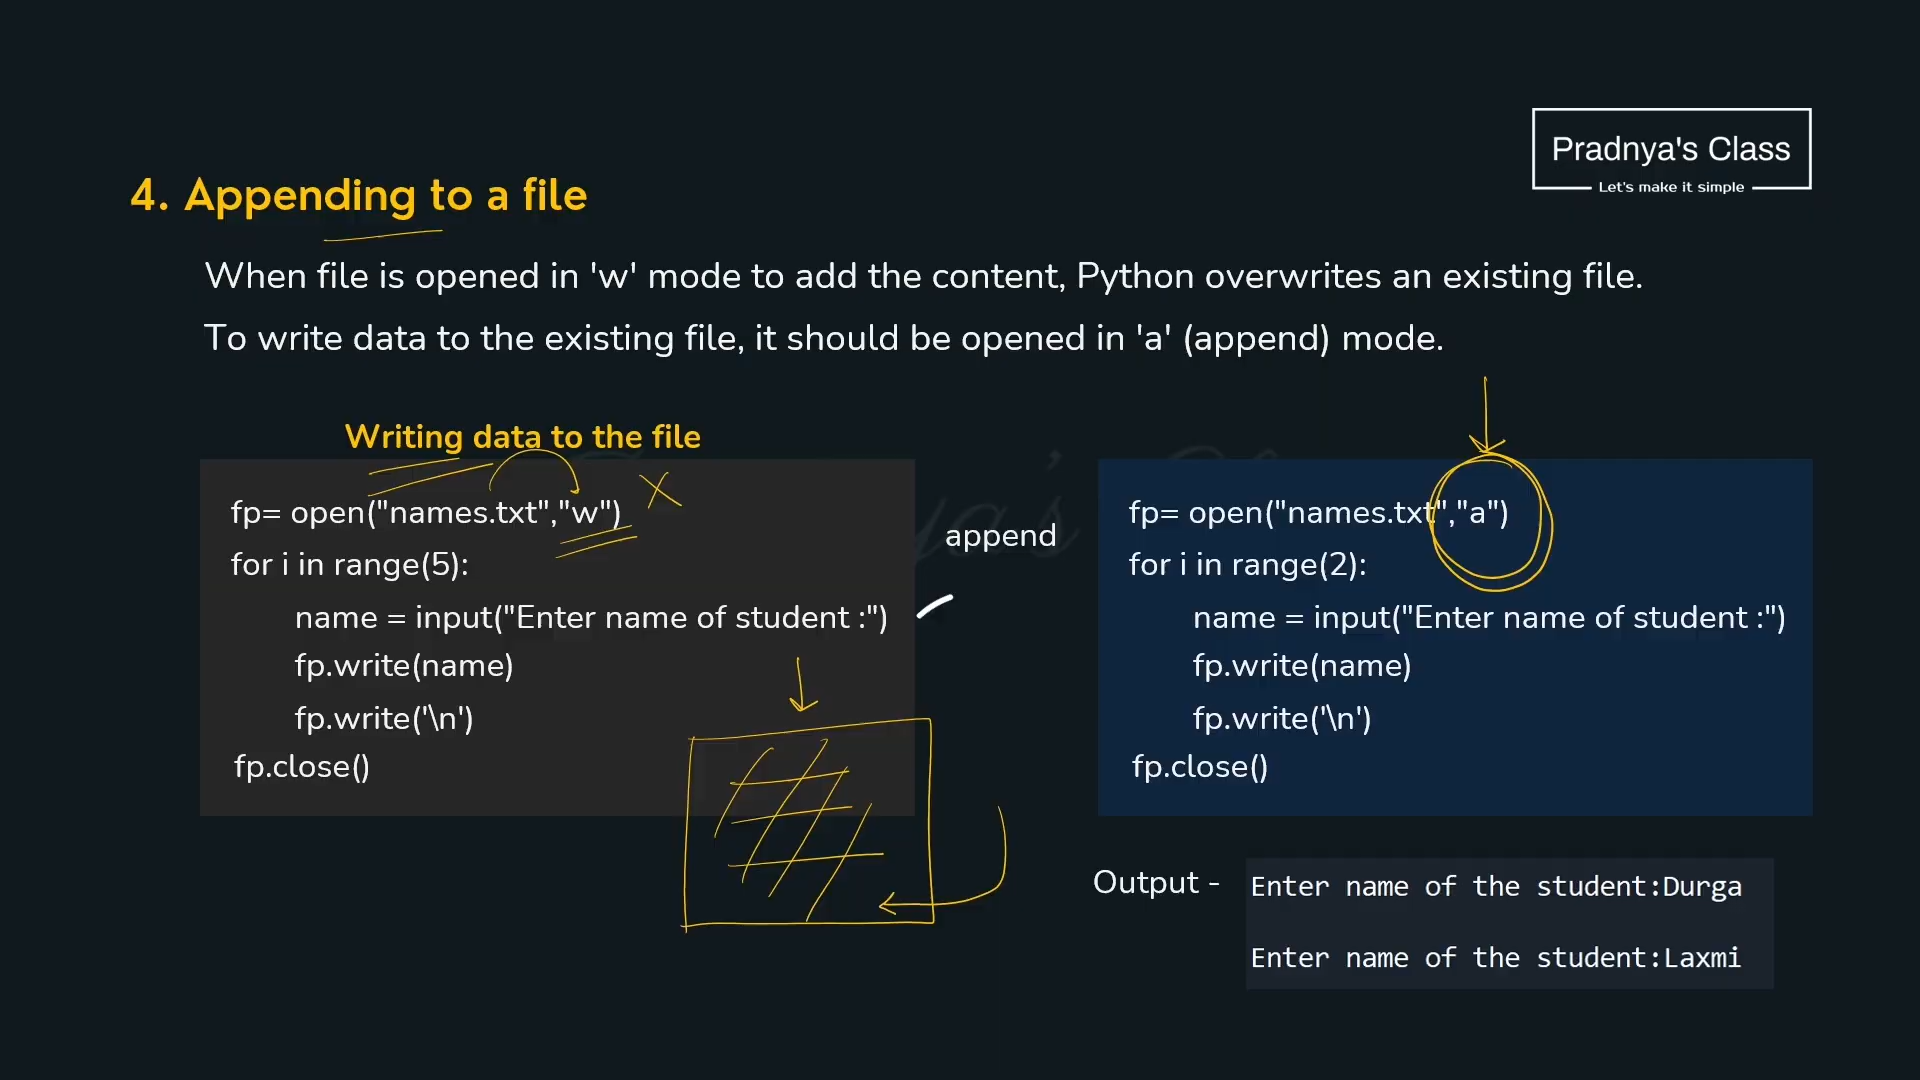 Pradnya's Class
Let's make it simple
4. Appending to a file
When file is opened in 'w' mode to add the content, Python overwrites an existing file.
To write data to the existing file, it should be opened in 'a' (append) mode.
Writing data to the file
fp= open("names.txt","w")
for i in range(5):
name = input("Enter name of student :")
fp.write(name)
fp.write('\n')
fp.close()
append
fp= open("names.txt","a")
for i in range(2):
name = input("Enter name of student :")
fp.write(name)
fp.write('\n')
fp.close()
Output -
Enter name of the student:Durga
Enter name of the student:Laxmi